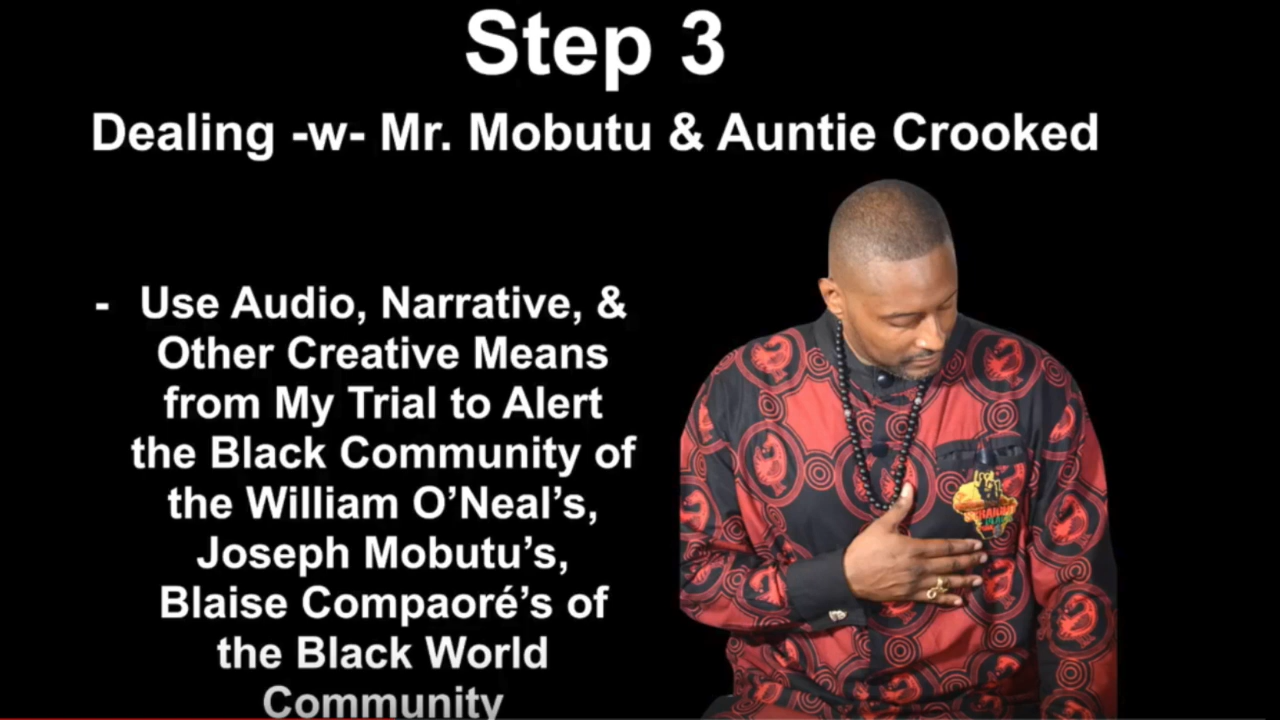 Step 3
Dealing -w- Mr. Mobutu & Auntie Crooked
- Use Audio, Narrative, &
Other Creative Means
from My Trial to Alert
the Black Community of
the William O’Neal’s,
Joseph Mobutu’s,
Blaise Compaoré’s of
the Black World
Community